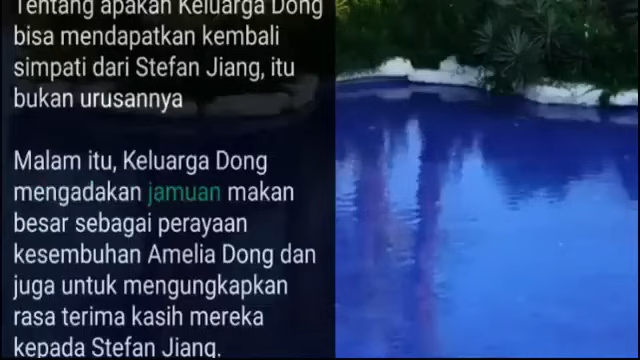 Tentang apakah Keluarga Dong
bisa mendapatkan kembali
simpati dari Stefan Jiang, itu
bukan urusannya
Malam itu, Keluarga Dong
mengadakan jamuan makan
besar sebagai perayaan
kesembuhan Amelia Dong dan
juga untuk mengungkapkan
rasa terima kasih mereka
kepada Stefan Jiang.